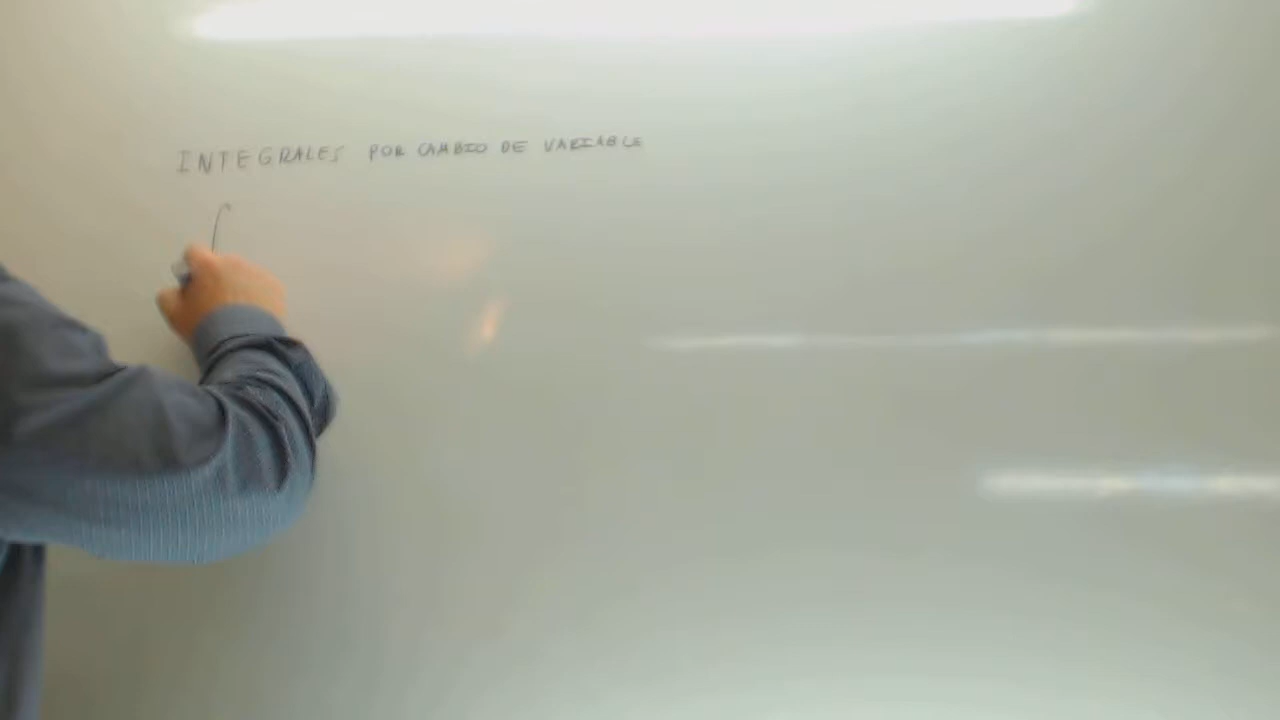 INTEGRALES POR CAMBIO DE VARIABLE
∫